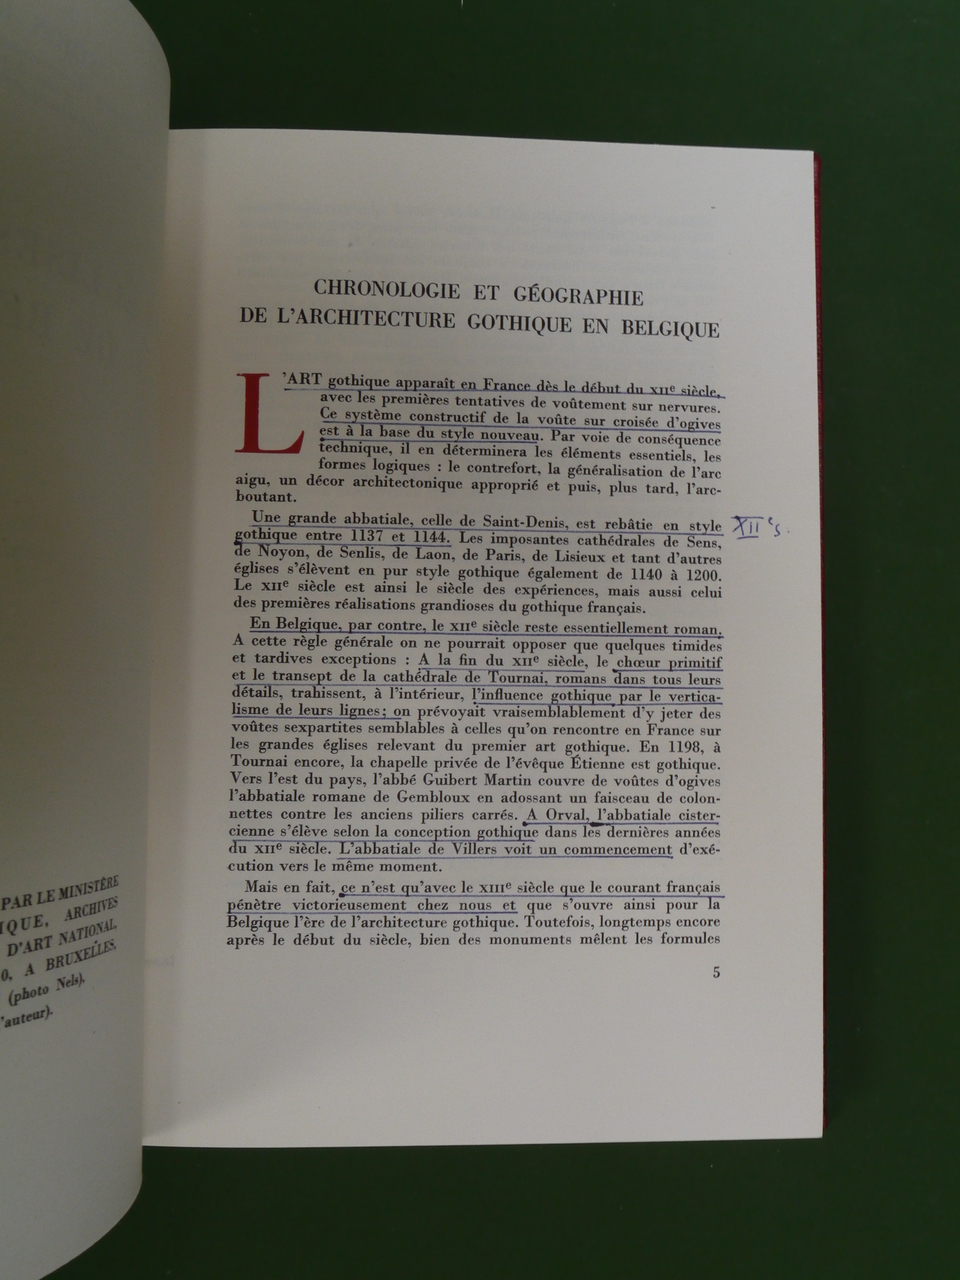 PAR LE MINISTÈRE
QUE, ARCHIVES
D'ART NATIONAL,
0, A BRUXELLES.
(photo Nels),
'auteur).
CHRONOLOGIE ET GÉOGRAPHIE
DE L'ARCHITECTURE GOTHIQUE EN BELGIQUE
L'ART gothique apparaît en France dès le début du XIIe siècle,
avec les premières tentatives de voûtement sur nervures.
Ce système constructif de la voûte sur croisée d'ogives
est à la base du style nouveau. Par voie de conséquence
technique, il en déterminera les éléments essentiels, les
formes logiques : le contrefort, la généralisation de l'arc
aigu, un décor architectonique approprié et puis, plus tard, l'arc-
boutant.
Une grande abbatiale, celle de Saint-Denis, est rebâtie en style
XII e s.
gothique entre 1137 et 1144. Les imposantes cathédrales de Sens,
de Noyon, de Senlis, de Laon, de Paris, de Lisieux et tant d'autres
églises s'élèvent en pur style gothique également de 1140 à 1200.
Le XIIe siècle est ainsi le siècle des expériences, mais aussi celui
des premières réalisations grandioses du gothique français.
En Belgique, par contre, le XIIe siècle reste essentiellement roman.
A cette règle générale on ne pourrait opposer que quelques timides
et tardives exceptions : A la fin du XIIe siècle, le chœur primitif
et le transept de la cathédrale de Tournai, romans dans tous leurs
détails, trahissent, à l'intérieur, l'influence gothique par le vertica-
lisme de leurs lignes; on prévoyait vraisemblablement d'y jeter des
voûtes sexpartites semblables à celles qu'on rencontre en France sur
les grandes églises relevant du premier art gothique. En 1198, à
Tournai encore, la chapelle privée de l'évêque Étienne est gothique.
Vers l'est du pays, l'abbé Guibert Martin couvre de voûtes d'ogives
l'abbatiale romane de Gembloux en adossant un faisceau de colon-
nettes contre les anciens piliers carrés. A Orval, l'abbatiale cister-
cienne s'élève selon la conception gothique dans les dernières années
du XIIe siècle. L'abbatiale de Villers voit un commencement d'exé-
cution vers le même moment.
Mais en fait, ce n'est qu'avec le XIIIe siècle que le courant français
pénètre victorieusement chez nous et que s'ouvre ainsi pour la
Belgique l'ère de l'architecture gothique. Toutefois, longtemps encore
après le début du siècle, bien des monuments mêlent les formules
5